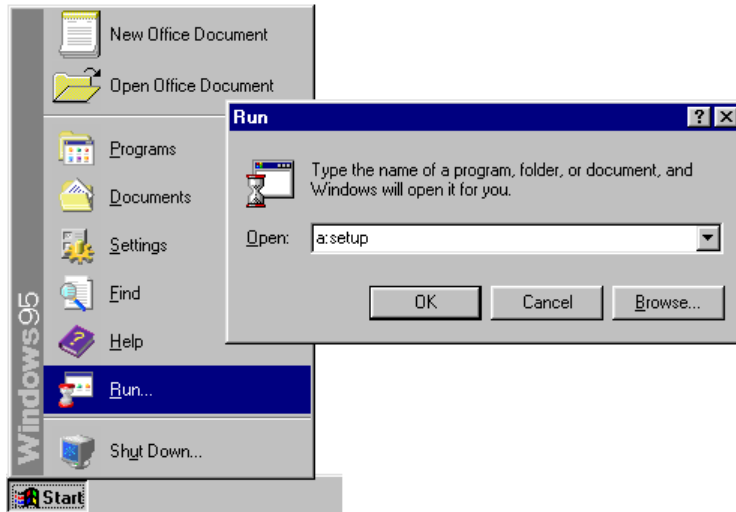 New Office Document
Open Office Document
Programs
Documents
Settings
Find
Help
Run...
Shut Down...
Windows95
Start
Run
Type the name of a program, folder, or document, and
Windows will open it for you.
Open: a:setup
OK Cancel Browse...